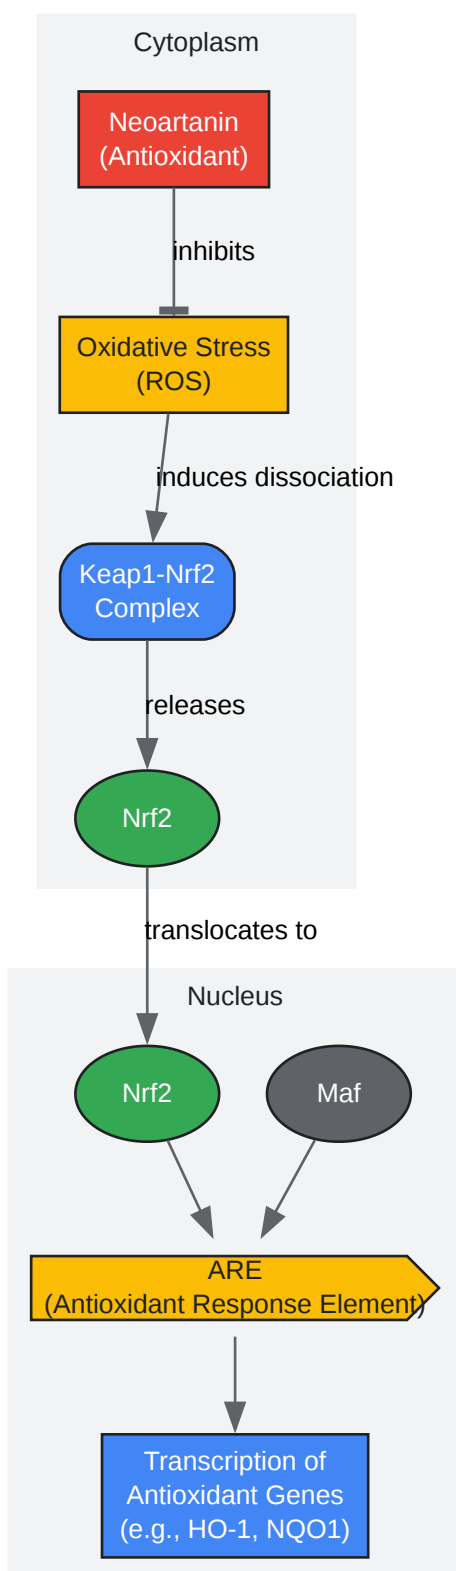 Cytoplasm
Neoartanin
(Antioxidant)
inhibits
Oxidative Stress
(ROS)
induces dissociation
Keap1-Nrf2
Complex
releases
Nrf2
translocates to
Nucleus
Nrf2
Maf
ARE
(Antioxidant Response Element)
Transcription of
Antioxidant Genes
(e.g., HO-1, NQO1)